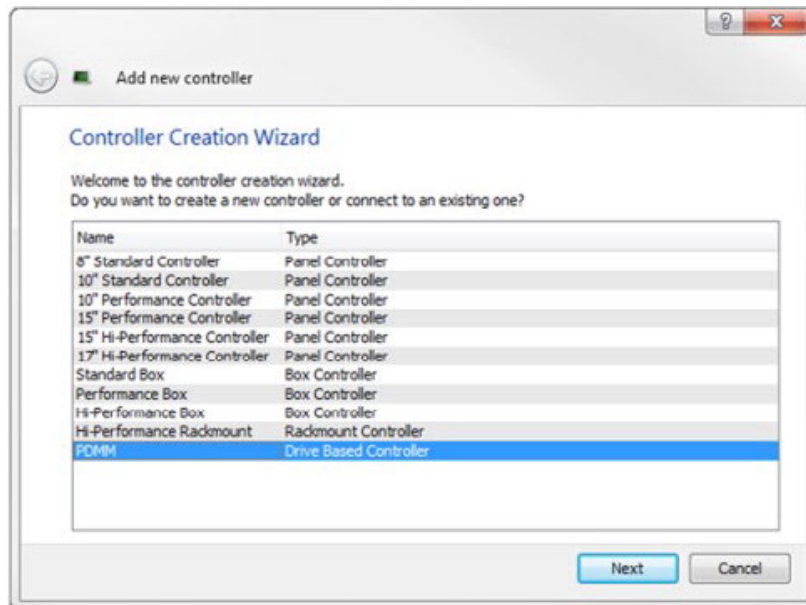 Add new controller
Controller Creation Wizard
Welcome to the controller creation wizard.
Do you want to create a new controller or connect to an existing one?
Name Type
8" Standard Controller Panel Controller
10" Standard Controller Panel Controller
10" Performance Controller Panel Controller
15" Performance Controller Panel Controller
15" Hi-Performance Controller Panel Controller
17" Hi-Performance Controller Panel Controller
Standard Box Box Controller
Performance Box Box Controller
Hi-Performance Box Box Controller
Hi-Performance Rackmount Rackmount Controller
PDMM Drive Based Controller
Next Cancel